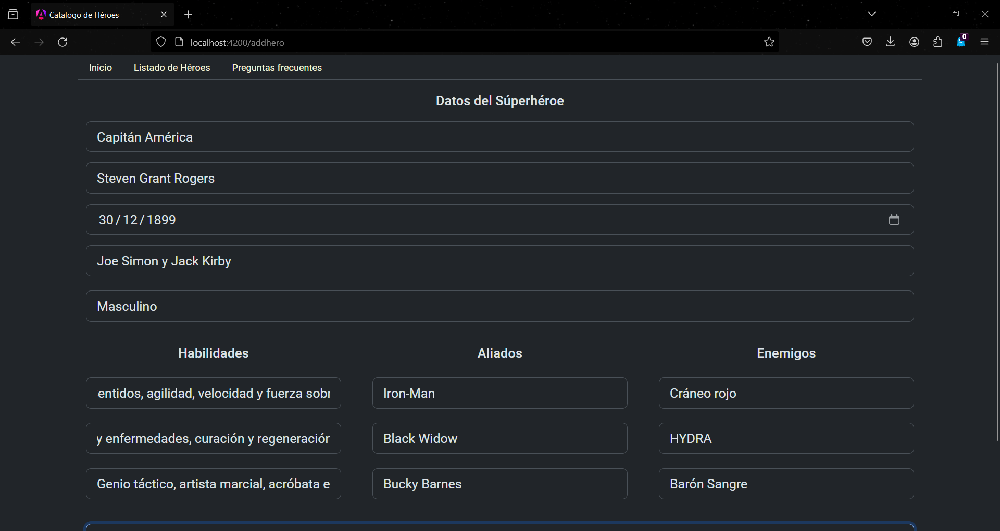 Catalogo de Héroes
localhost:4200/addhero
0
Inicio Listado de Héroes Preguntas frecuentes
Datos del Súperhéroe
Capitán América
Steven Grant Rogers
30/12/1899
Joe Simon y Jack Kirby
Masculino
Habilidades Aliados Enemigos
entidos, agilidad, velocidad y fuerza sobr Iron-Man Cráneo rojo
y enfermedades, curación y regeneración Black Widow HYDRA
Genio táctico, artista marcial, acróbata e Bucky Barnes Barón Sangre